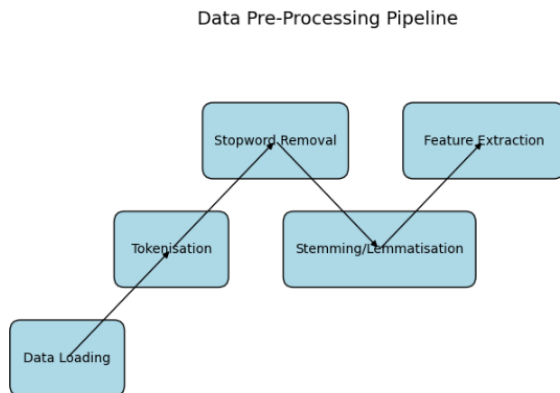 Data Pre-Processing Pipeline
Stopword Removal
Feature Extraction
Tokenisation
Stemming/Lemmatisation
Data Loading